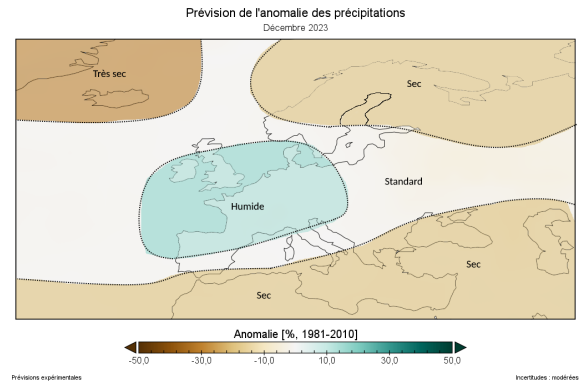 Prévision de l'anomalie des précipitations
Décembre 2023
Très sec
Sec
Standard
Humide
Sec
Sec
Anomalie [%, 1981-2010]
-50,0 -30,0 -10,0 10,0 30,0 50,0
Prévisions expérimentales
Incertitudes : modérées